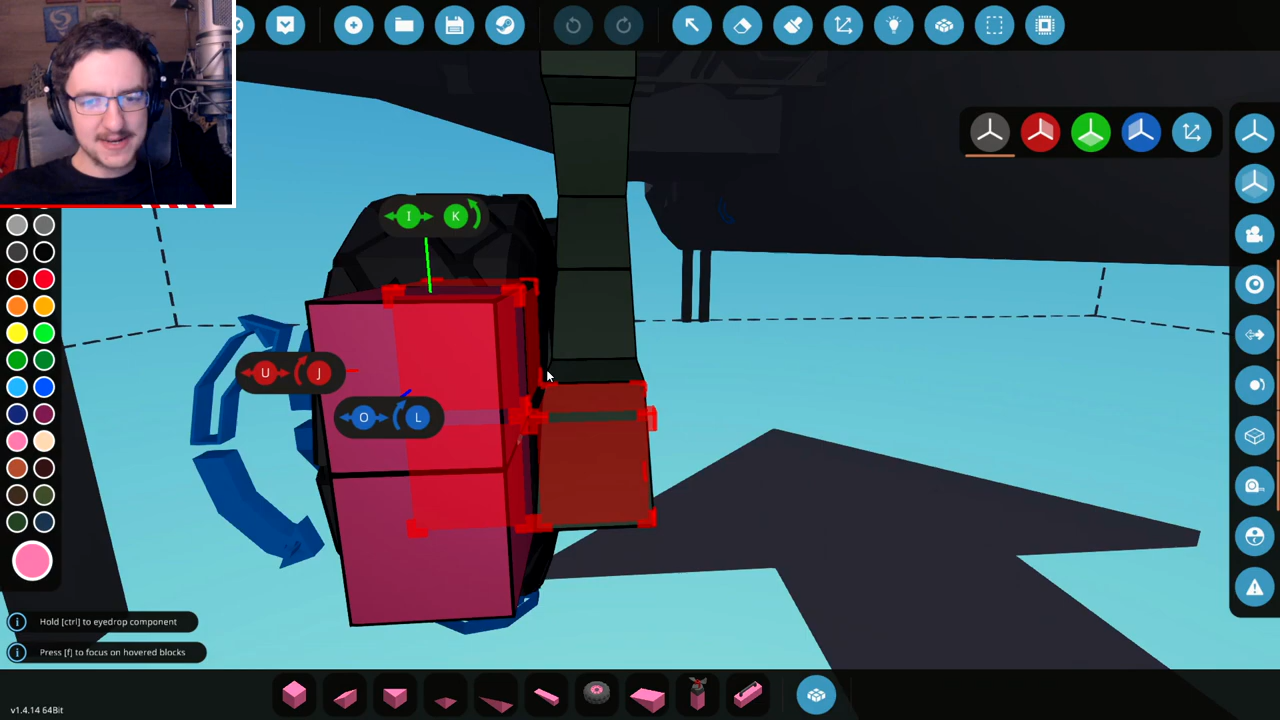 I K
U J
O L
Hold [ctrl] to eyedrop component
Press [f] to focus on hovered blocks
v1.4.14 64Bit